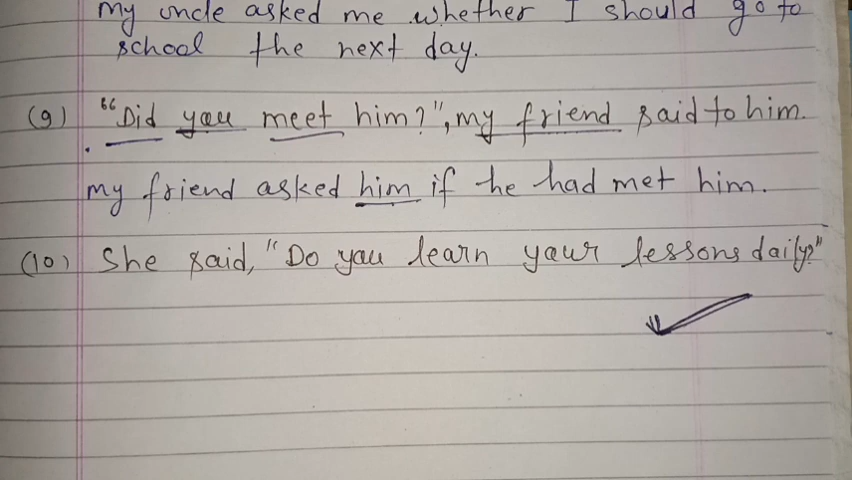 my uncle asked me whether I should go to
school the next day.
(9) "Did you meet him?", my friend said to him.
my friend asked him if he had met him.
(10) She said, "Do you learn your lessons daily?"